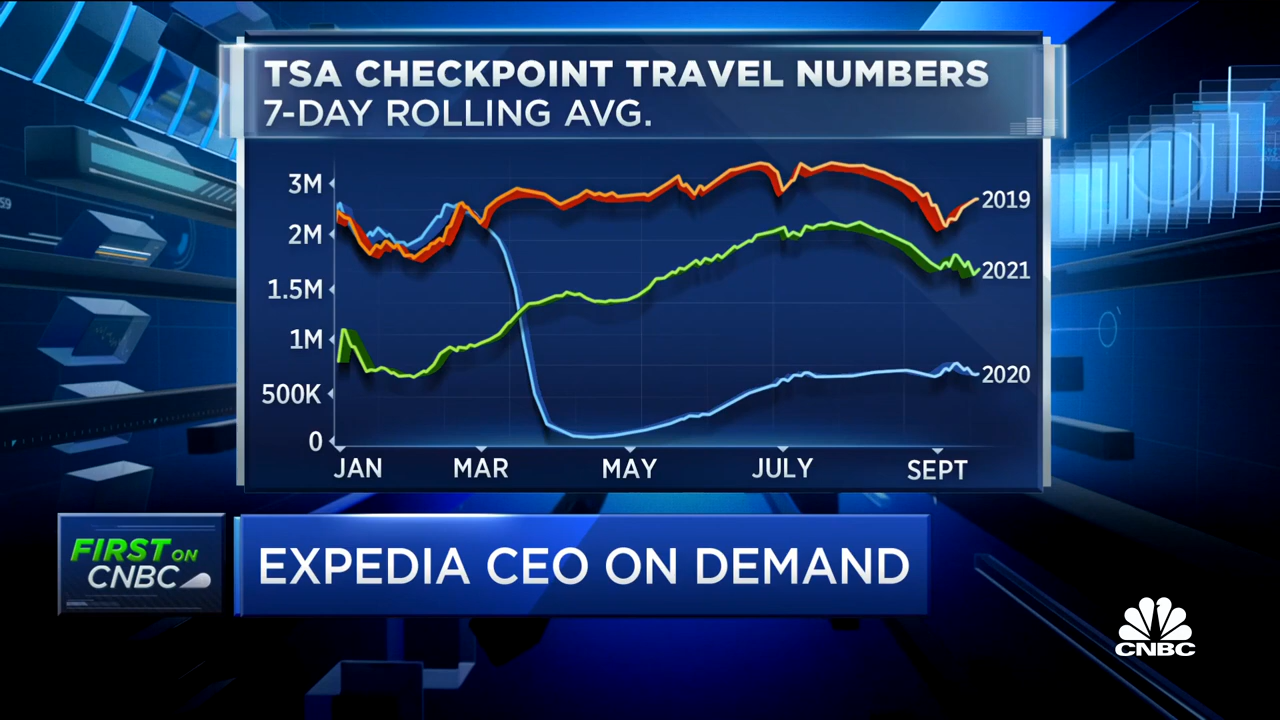 TSA CHECKPOINT TRAVEL NUMBERS
7-DAY ROLLING AVG.
3M
2M
1.5M
1M
500K
0
2019
2021
2020
JAN MAR MAY JULY SEPT
FIRST ON
CNBC
EXPEDIA CEO ON DEMAND
CNBC
59